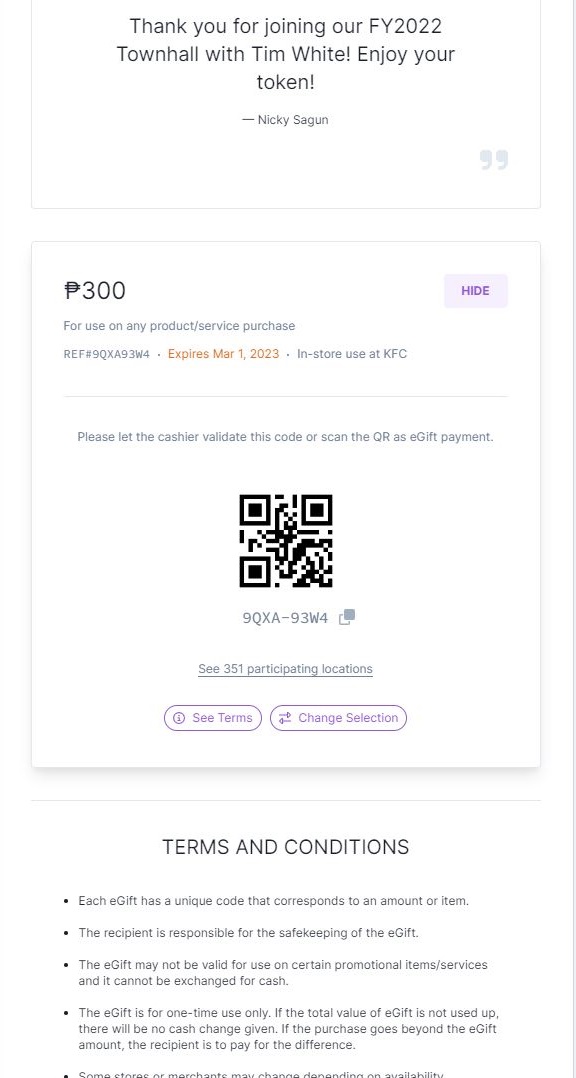 Thank you for joining our FY2022
Townhall with Tim White! Enjoy your
token!
— Nicky Sagun
₱300
HIDE
For use on any product/service purchase
REF#9QXA93W4 · Expires Mar 1, 2023 · In-store use at KFC
Please let the cashier validate this code or scan the QR as eGift payment.
9QXA-93W4
See 351 participating locations
See Terms
Change Selection
TERMS AND CONDITIONS
• Each eGift has a unique code that corresponds to an amount or item.
• The recipient is responsible for the safekeeping of the eGift.
• The eGift may not be valid for use on certain promotional items/services
and it cannot be exchanged for cash.
• The eGift is for one-time use only. If the total value of eGift is not used up,
there will be no cash change given. If the purchase goes beyond the eGift
amount, the recipient is to pay for the difference.
• Some stores or merchants may change depending on availability.